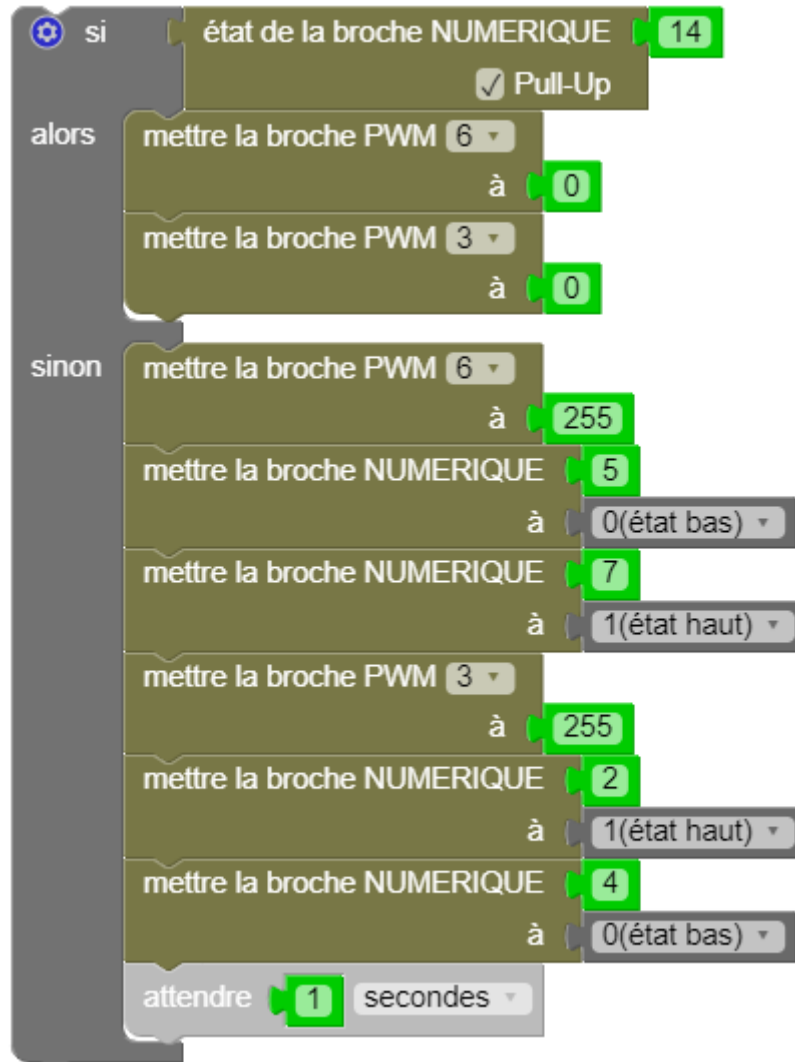 si état de la broche NUMERIQUE 14
Pull-Up
alors mettre la broche PWM 6
à 0
mettre la broche PWM 3
à 0
sinon mettre la broche PWM 6
à 255
mettre la broche NUMERIQUE 5
à 0(état bas)
mettre la broche NUMERIQUE 7
à 1(état haut)
mettre la broche PWM 3
à 255
mettre la broche NUMERIQUE 2
à 1(état haut)
mettre la broche NUMERIQUE 4
à 0(état bas)
attendre 1 secondes